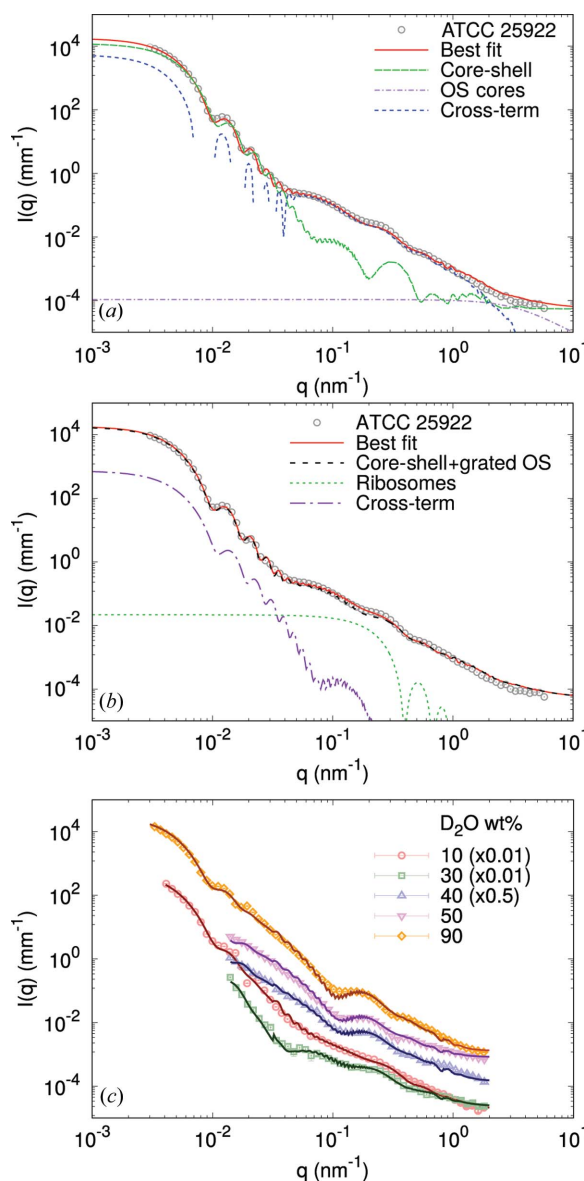 10⁴
10²
10⁰
10⁻²
10⁻⁴
I(q) (mm⁻¹)
ATCC 25922
Best fit
Core-shell
OS cores
Cross-term
(a)
10⁻³ 10⁻² 10⁻¹ 10⁰ 10¹
q (nm⁻¹)
10⁴
10²
10⁰
10⁻²
10⁻⁴
I(q) (mm⁻¹)
ATCC 25922
Best fit
Core-shell+grated OS
Ribosomes
Cross-term
(b)
10⁻³ 10⁻² 10⁻¹ 10⁰ 10¹
q (nm⁻¹)
10⁴
10²
10⁰
10⁻²
10⁻⁴
I(q) (mm⁻¹)
D₂O wt%
10 (x0.01)
30 (x0.01)
40 (x0.5)
50
90
(c)
10⁻³ 10⁻² 10⁻¹ 10⁰ 10¹
q (nm⁻¹)